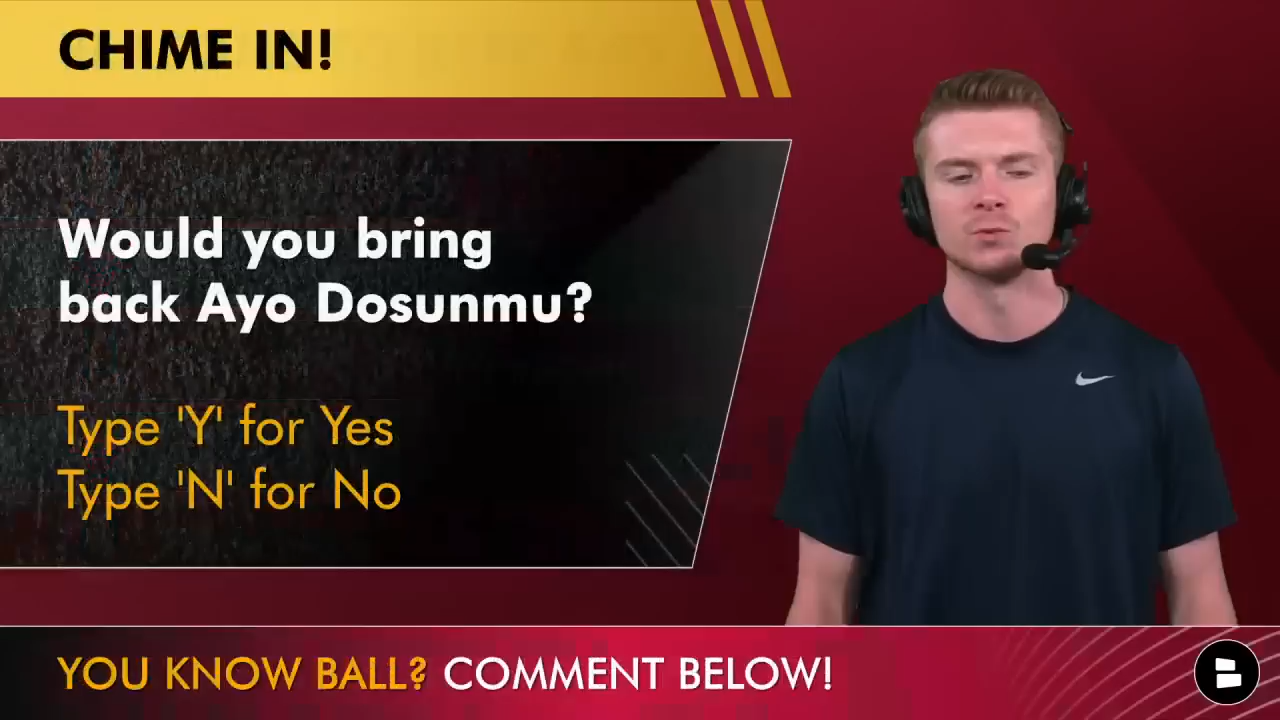 CHIME IN!
Would you bring
back Ayo Dosunmu?
Type 'Y' for Yes
Type 'N' for No
YOU KNOW BALL? COMMENT BELOW!